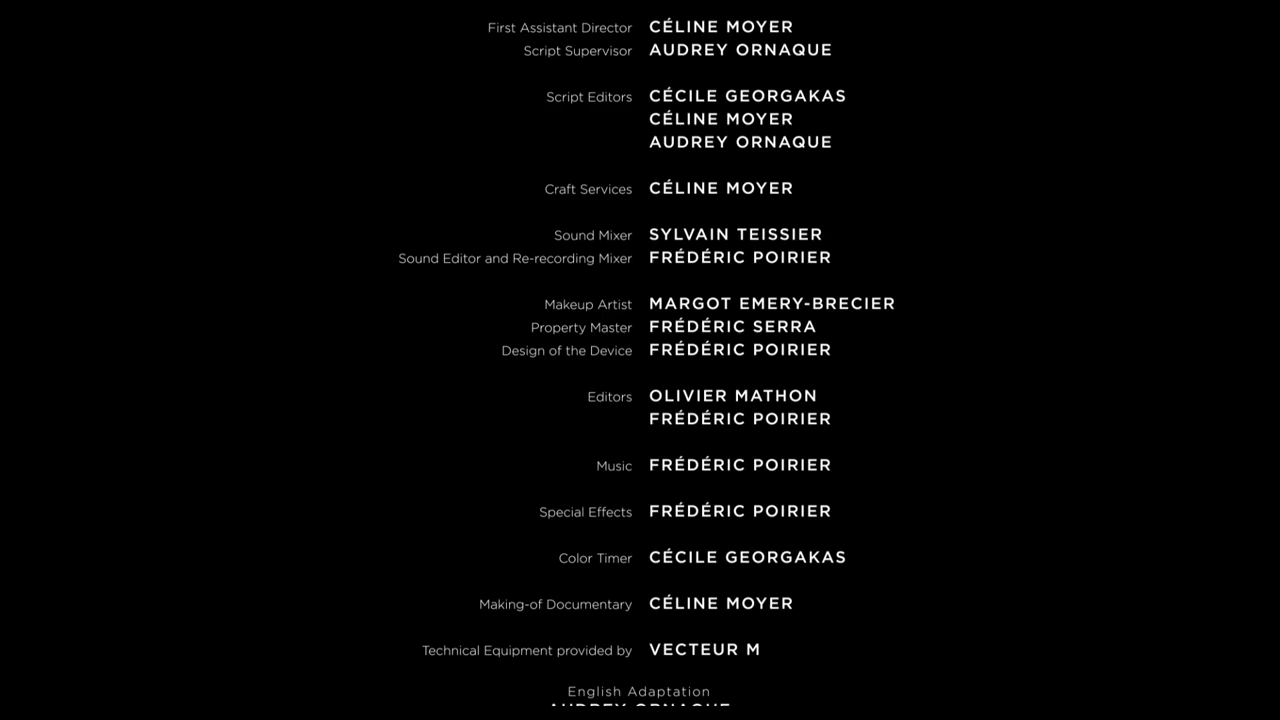 First Assistant Director CÉLINE MOYER
Script Supervisor AUDREY ORNAQUE
Script Editors CÉCILE GEORGAKAS
CÉLINE MOYER
AUDREY ORNAQUE
Craft Services CÉLINE MOYER
Sound Mixer SYLVAIN TEISSIER
Sound Editor and Re-recording Mixer FRÉDÉRIC POIRIER
Makeup Artist MARGOT EMERY-BRECIER
Property Master FRÉDÉRIC SERRA
Design of the Device FRÉDÉRIC POIRIER
Editors OLIVIER MATHON
FRÉDÉRIC POIRIER
Music FRÉDÉRIC POIRIER
Special Effects FRÉDÉRIC POIRIER
Color Timer CÉCILE GEORGAKAS
Making-of Documentary CÉLINE MOYER
Technical Equipment provided by VECTEUR M
English Adaptation
AUDREY ORNAQUE